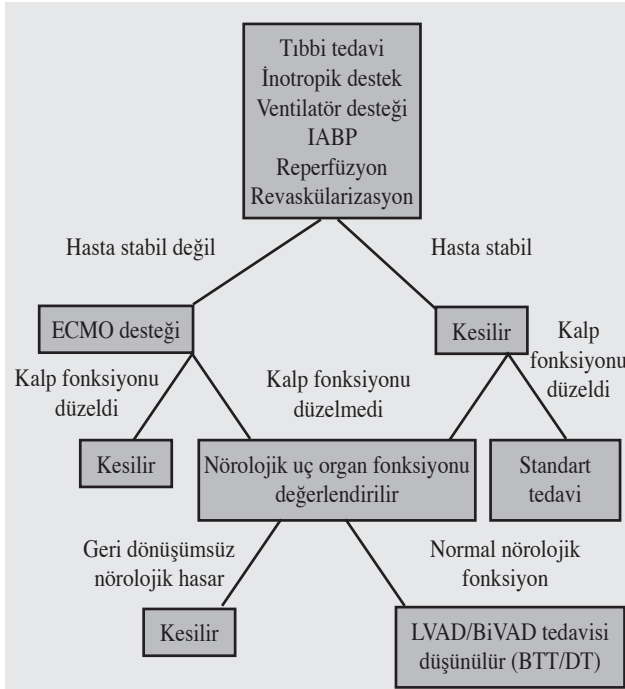 Tıbbi tedavi
İnotropik destek
Ventilatör desteği
IABP
Reperfüzyon
Revaskülarizasyon
Hasta stabil değil
Hasta stabil
ECMO desteği
Kesilir
Kalp
fonksiyonu
düzeldi
Kalp fonksiyonu
düzeldi
Kalp fonksiyonu
düzelmedi
Kesilir
Nörolojik uç organ fonksiyonu
değerlendirilir
Standart
tedavi
Geri dönüşümsüz
nörolojik hasar
Normal nörolojik
fonksiyon
Kesilir
LVAD/BiVAD tedavisi
düşünülür (BTT/DT)